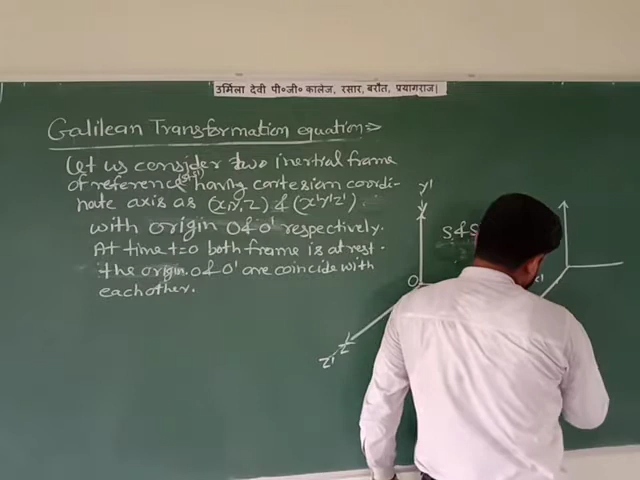 उर्मिला देवी पी०जी० कालेज, रसार, बरौत, प्रयागराज।
Galilean Transformation equation⇒
Let us consider two inertial frame
of reference (s&s') having cartesian coordi-
nate axis as (x,y,z) & (x'y'z')
with origin O & O' respectively.
At time t=0 both frame is at rest.
the origin O & O' are coincide with
each other.
y'
y
S & S
O
z
z'